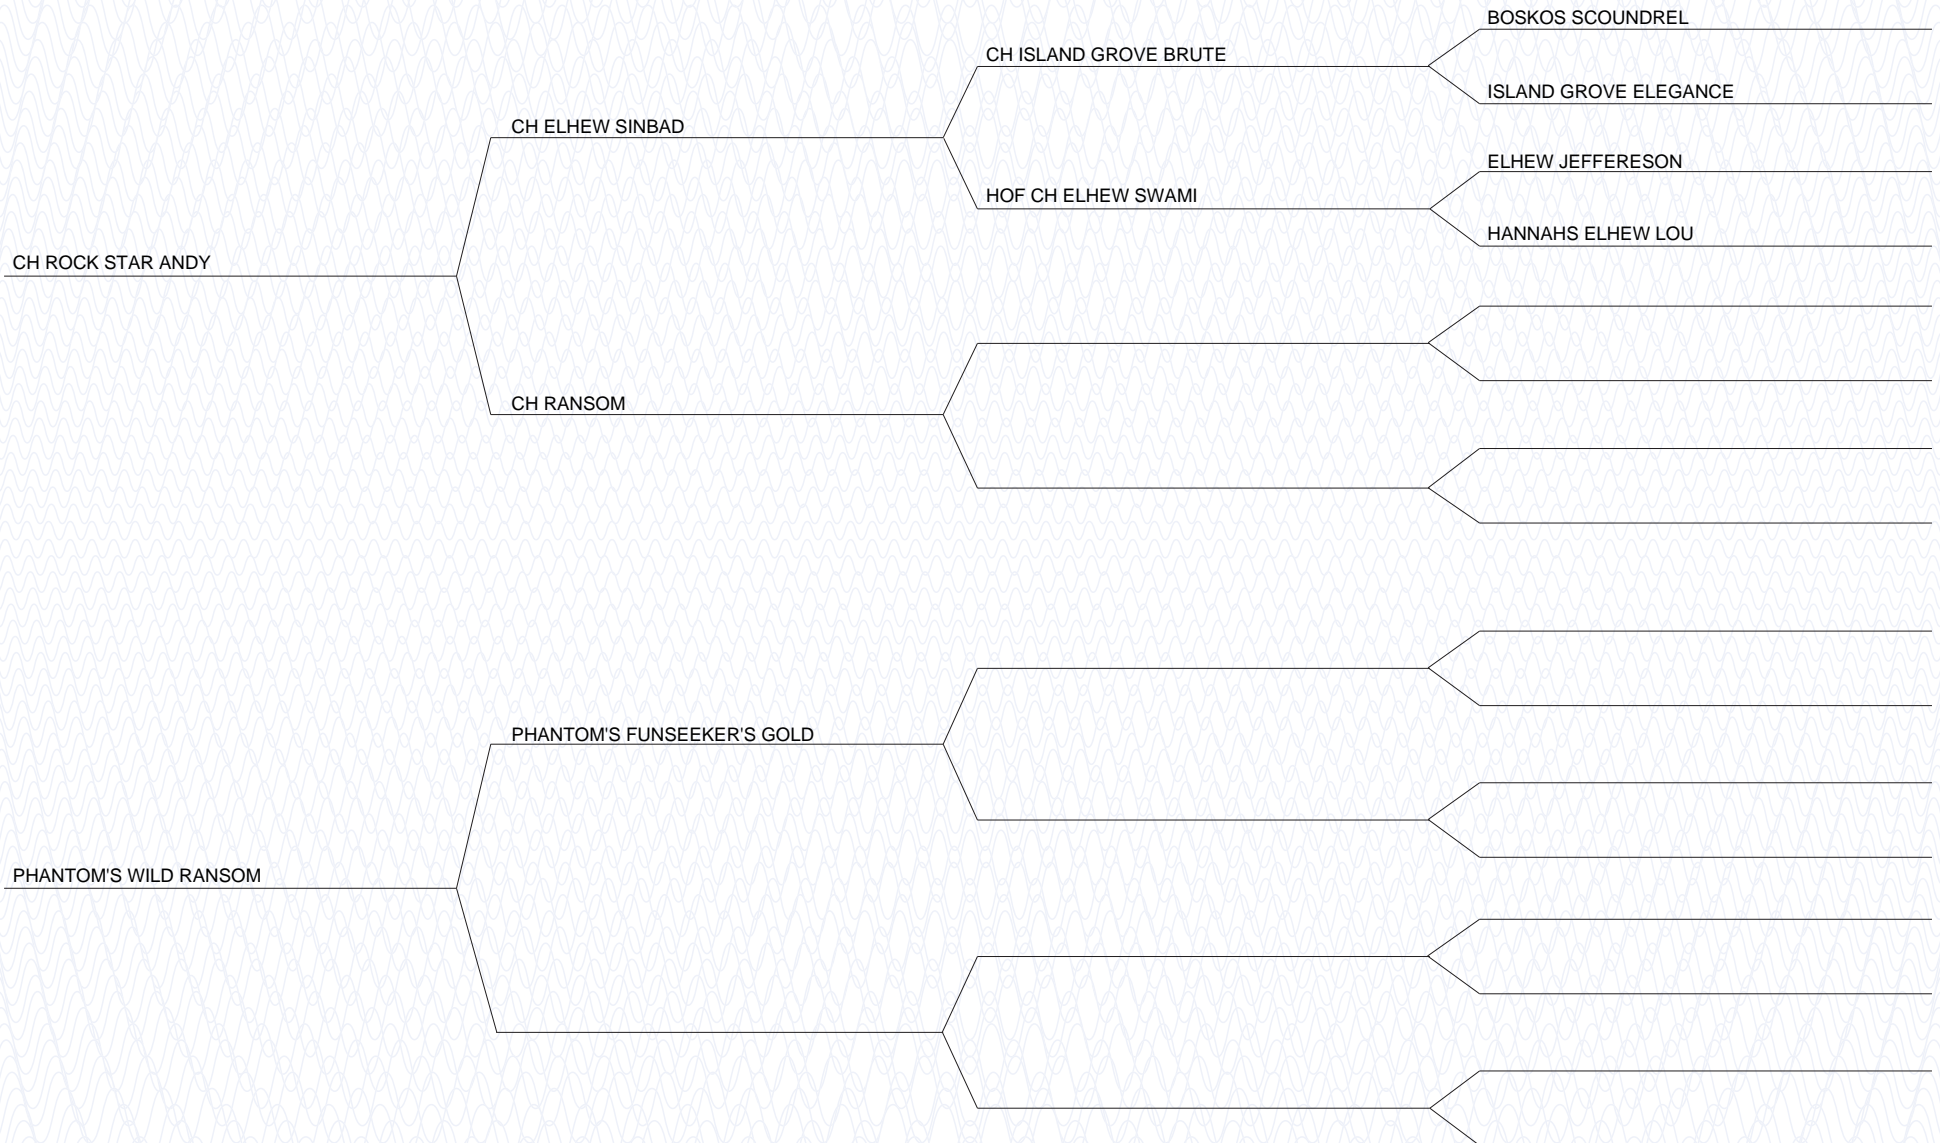 BOSKOS SCOUNDREL
CH ISLAND GROVE BRUTE
ISLAND GROVE ELEGANCE
CH ELHEW SINBAD
ELHEW JEFFERESON
HOF CH ELHEW SWAMI
HANNAHS ELHEW LOU
CH ROCK STAR ANDY
CH RANSOM
PHANTOM'S FUNSEEKER'S GOLD
PHANTOM'S WILD RANSOM